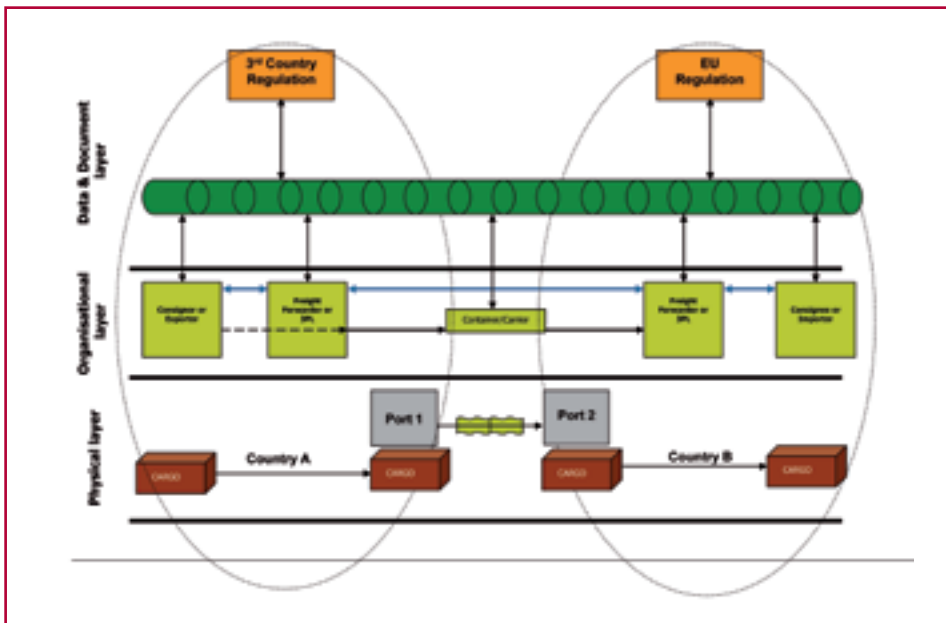 3rd Country
Regulation
EU
Regulation
Data & Document
layer
Organisational
layer
Consignor or
Exporter
Freight
Forwarder or
3PL
Container/Carrier
Freight
Forwarder or
3PL
Consignee or
Importer
Physical layer
Port 1
Port 2
Country A
Country B
CARGO
CARGO
CARGO
CARGO